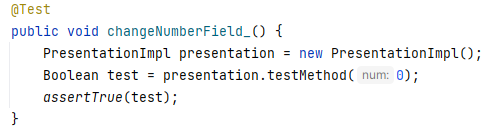 @Test
public void changeNumberField_() {
PresentationImpl presentation = new PresentationImpl();
Boolean test = presentation.testMethod( num: 0);
assertTrue(test);
}